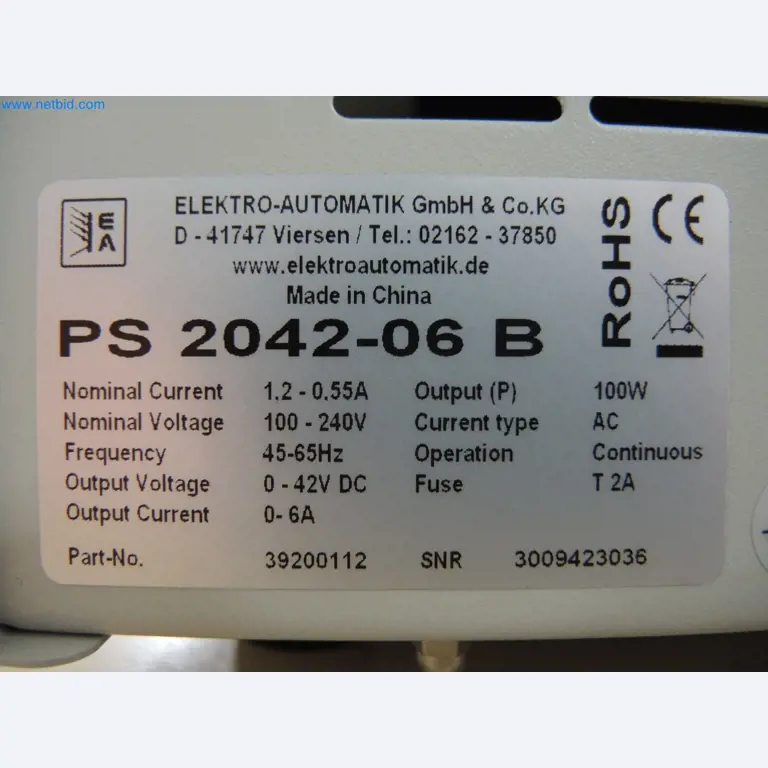 www.netbid.com
EA
ELEKTRO-AUTOMATIK GmbH & Co.KG
D - 41747 Viersen / Tel.: 02162 - 37850
www.elektroautomatik.de
Made in China
RoHS
CE
PS 2042-06 B
Nominal Current 1,2 - 0,55A Output (P) 100W
Nominal Voltage 100 - 240V Current type AC
Frequency 45-65Hz Operation Continuous
Output Voltage 0 - 42V DC Fuse T 2A
Output Current 0- 6A
Part-No. 39200112 SNR 3009423036